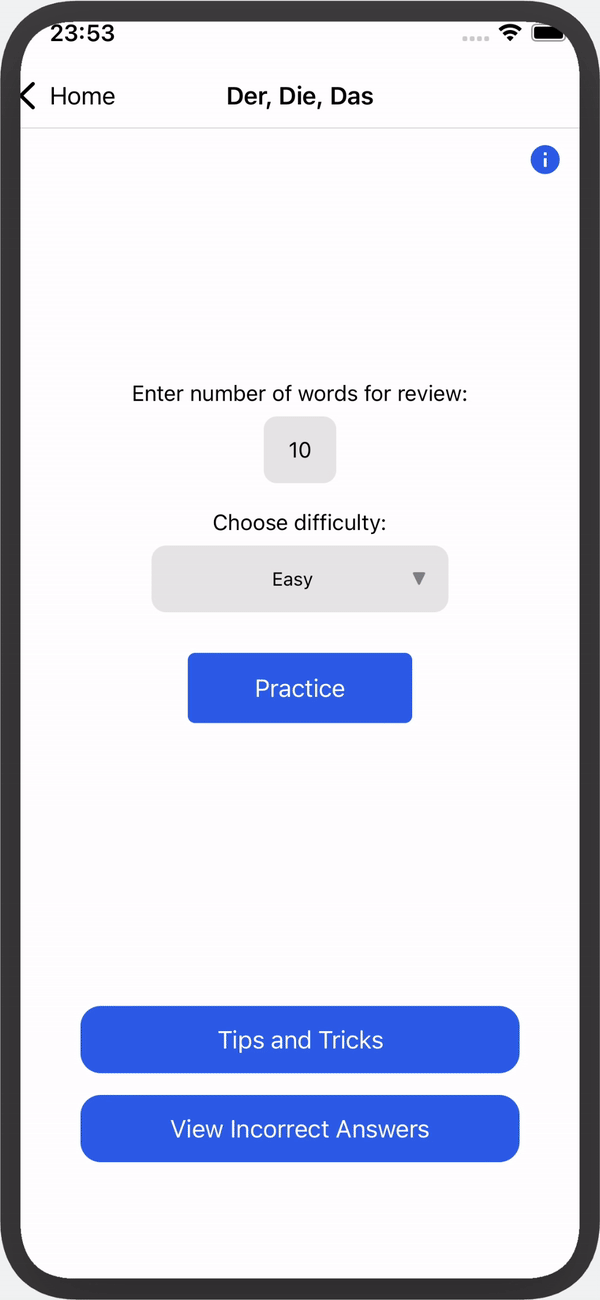 23:53
Home
Der, Die, Das
Enter number of words for review:
10
Choose difficulty:
Easy
Practice
Tips and Tricks
View Incorrect Answers